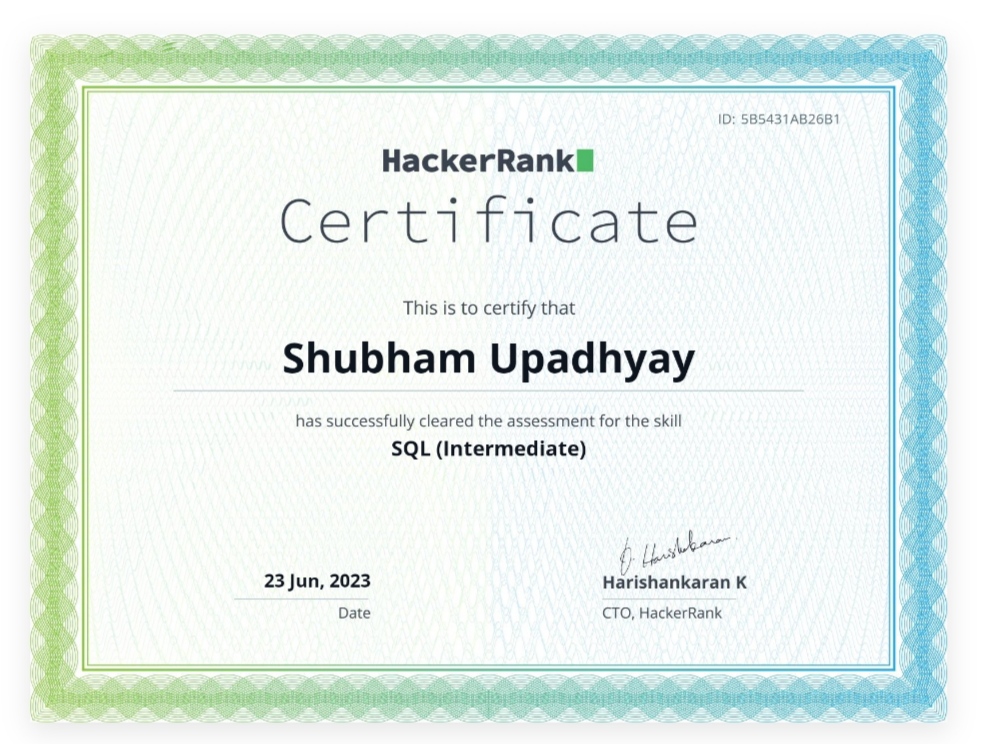 ID: 5B5431AB26B1
HackerRank
Certificate
This is to certify that
Shubham Upadhyay
has successfully cleared the assessment for the skill
SQL (Intermediate)
23 Jun, 2023
Date
Harishankaran K
CTO, HackerRank